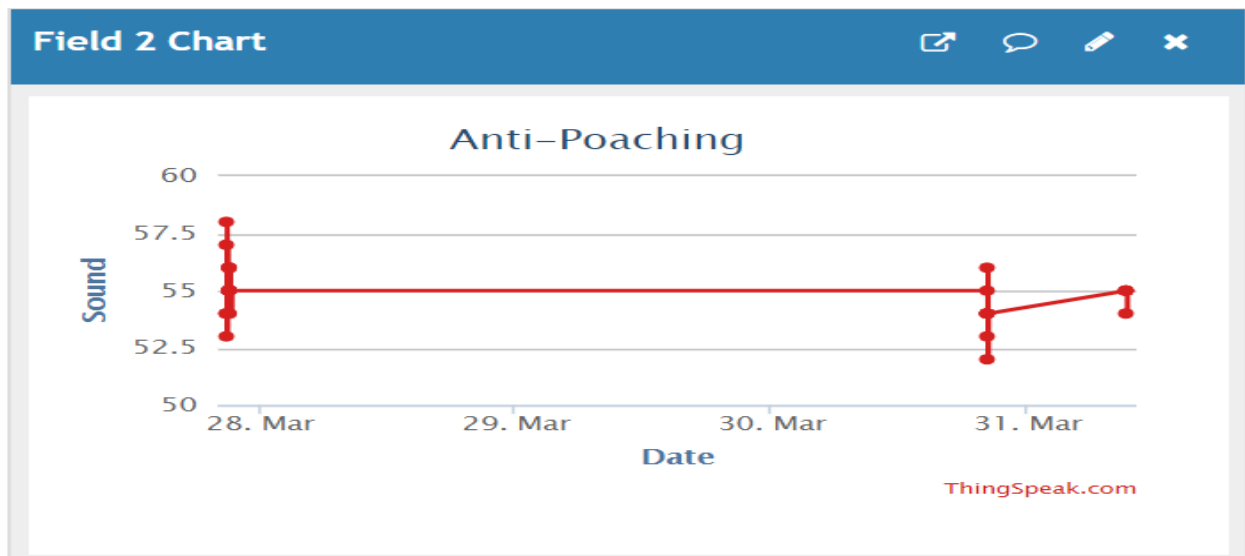 Field 2 Chart
Anti-Poaching
60
57.5
55
52.5
50
Sound
28. Mar 29. Mar 30. Mar 31. Mar
Date
ThingSpeak.com